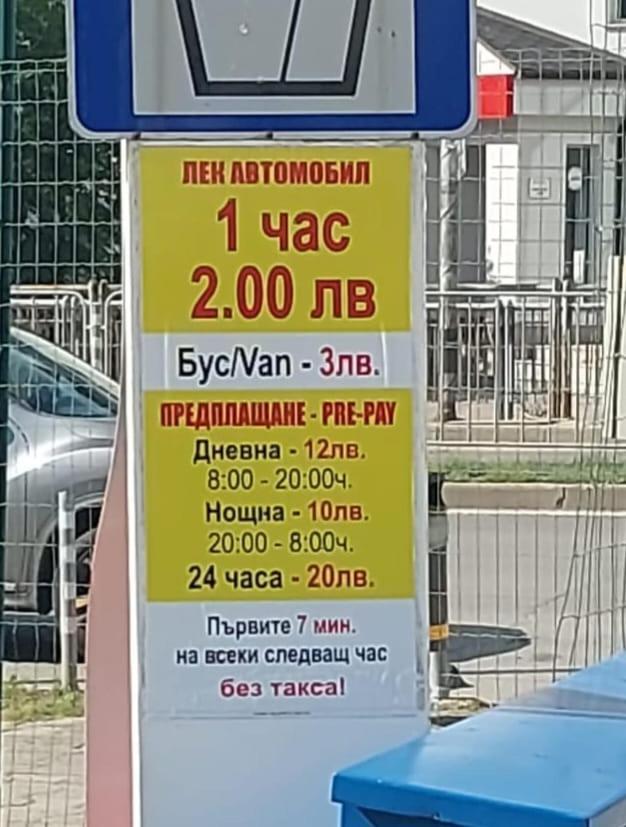 ЛЕК АВТОМОБИЛ
1 час
2.00 лв
Бус/Van - 3лв.
ПРЕДПЛАЩАНЕ - PRE-PAY
Дневна - 12лв.
8:00 - 20:00ч.
Нощна - 10лв.
20:00 - 8:00ч.
24 часа - 20лв.
Първите 7 мин.
на всеки следващ час
без такса!